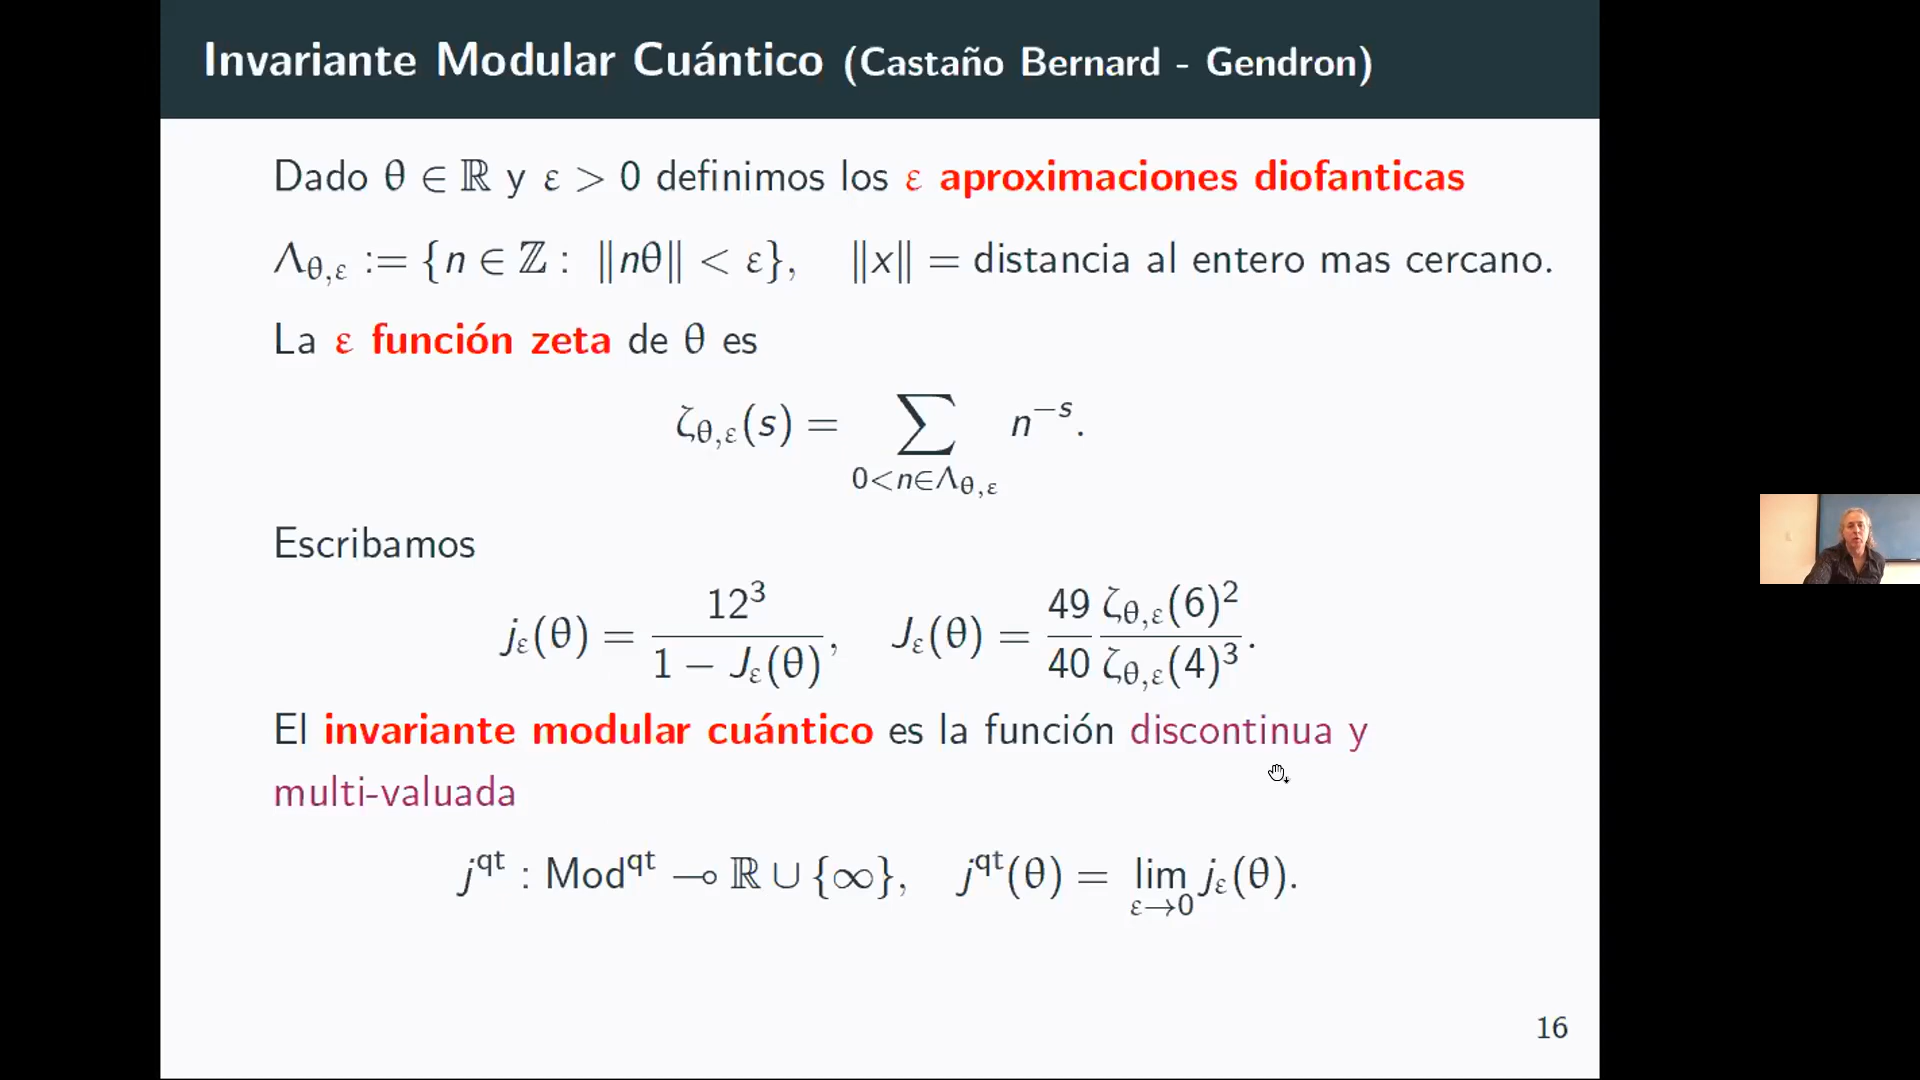 Invariante Modular Cuántico (Castaño Bernard - Gendron)
Dado θ ∈ ℝ y ε > 0 definimos los ε aproximaciones diofanticas
Λ_{θ,ε} := {n ∈ ℤ : ‖nθ‖ < ε}, ‖x‖ = distancia al entero mas cercano.
La ε función zeta de θ es
ζ_{θ,ε}(s) = ∑_{0<n∈Λ_{θ,ε}} n^{−s}.
Escribamos
j_ε(θ) = 12³ / (1 − J_ε(θ)), J_ε(θ) = (49/40) ζ_{θ,ε}(6)² / ζ_{θ,ε}(4)³.
El invariante modular cuántico es la función discontinua y
multi-valuada
j^{qt} : Mod^{qt} ⊸ ℝ ∪ {∞}, j^{qt}(θ) = lim_{ε→0} j_ε(θ).
16